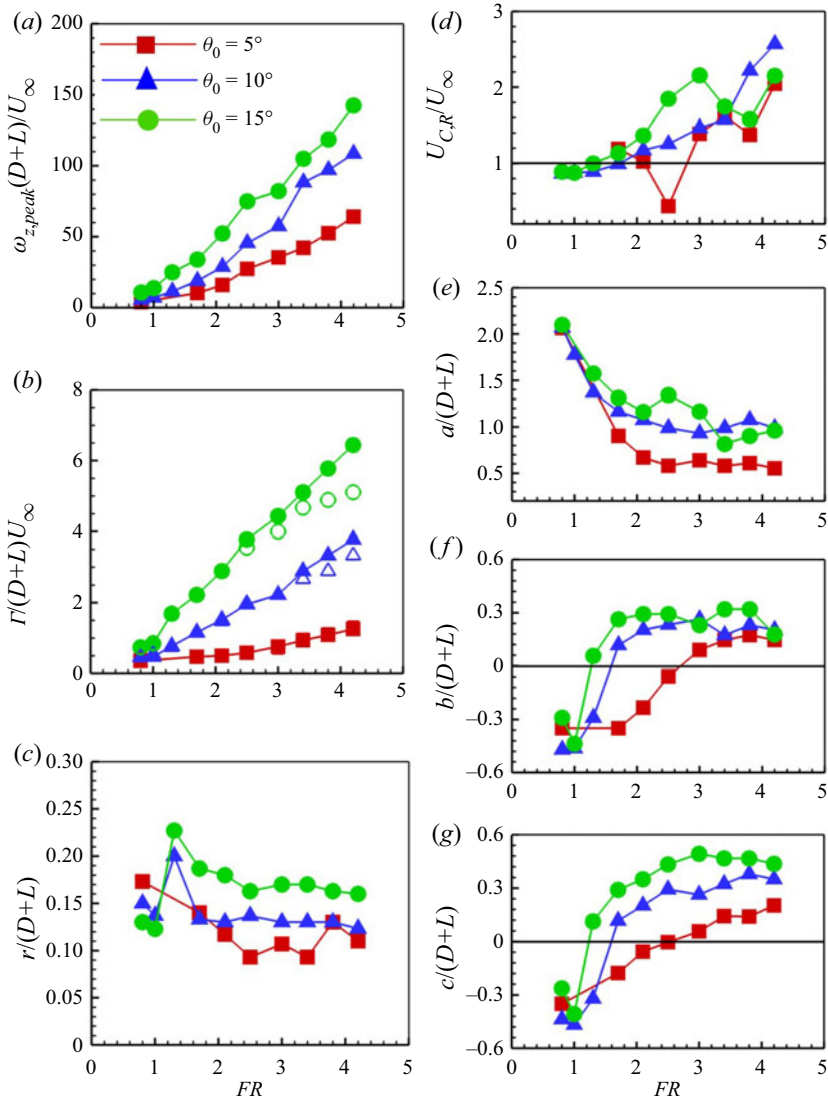 (a)
200
150
100
50
0
0 1 2 3 4 5
ω_z,peak(D+L)/U_∞
θ_0 = 5°
θ_0 = 10°
θ_0 = 15°
(b)
8
6
4
2
0
0 1 2 3 4 5
Γ/(D+L)U_∞
(c)
0.30
0.25
0.20
0.15
0.10
0.05
0
0 1 2 3 4 5
r/(D+L)
FR
(d)
3
2
1
1
0 1 2 3 4 5
U_C,R/U_∞
(e)
2.5
2.0
1.5
1.0
0.5
0 1 2 3 4 5
a/(D+L)
(f)
0.6
0.3
0
−0.3
−0.6
0 1 2 3 4 5
b/(D+L)
(g)
0.6
0.3
0
−0.3
−0.6
0 1 2 3 4 5
c/(D+L)
FR